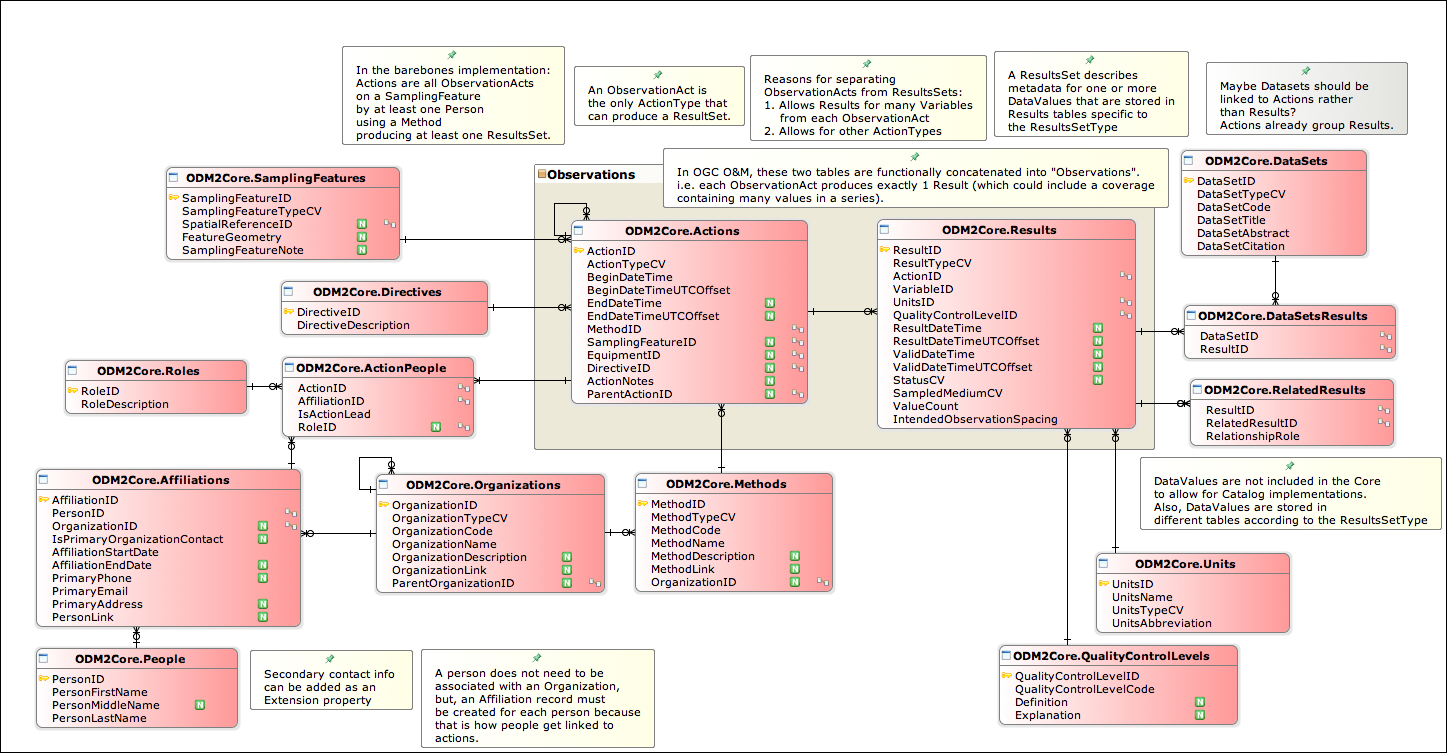 In the barebones implementation:
Actions are all ObservationActs
on a SamplingFeature
by at least one Person
using a Method
producing at least one ResultsSet.
An ObservationAct is
the only ActionType that
can produce a ResultSet.
Reasons for separating
ObservationActs from ResultsSets:
1. Allows Results for many Variables
from each ObservationAct
2. Allows for other ActionTypes
A ResultsSet describes
metadata for one or more
DataValues that are stored in
Results tables specific to
the ResultsSetType
Maybe Datasets should be
linked to Actions rather
than Results?
Actions already group Results.
Observations
In OGC O&M, these two tables are functionally concatenated into "Observations".
i.e. each ObservationAct produces exactly 1 Result (which could include a coverage
containing many values in a series).
ODM2Core.SamplingFeatures
SamplingFeatureID
SamplingFeatureTypeCV
SpatialReferenceID N
FeatureGeometry N
SamplingFeatureNote N
ODM2Core.Directives
DirectiveID
DirectiveDescription
ODM2Core.Roles
RoleID
RoleDescription
ODM2Core.ActionPeople
ActionID
AffiliationID
IsActionLead
RoleID N
ODM2Core.Actions
ActionID
ActionTypeCV
BeginDateTime
BeginDateTimeUTCOffset
EndDateTime N
EndDateTimeUTCOffset N
MethodID
SamplingFeatureID N
EquipmentID N
DirectiveID N
ActionNotes N
ParentActionID N
ODM2Core.Results
ResultID
ResultTypeCV
ActionID
VariableID
UnitsID
QualityControlLevelID
ResultDateTime N
ResultDateTimeUTCOffset N
ValidDateTime N
ValidDateTimeUTCOffset N
StatusCV N
SampledMediumCV
ValueCount
IntendedObservationSpacing
ODM2Core.DataSets
DataSetID
DataSetTypeCV
DataSetCode
DataSetTitle
DataSetAbstract
DataSetCitation
ODM2Core.DataSetsResults
DataSetID
ResultID
ODM2Core.RelatedResults
ResultID
RelatedResultID
RelationshipRole
DataValues are not included in the Core
to allow for Catalog implementations.
Also, DataValues are stored in
different tables according to the ResultsSetType
ODM2Core.Affiliations
AffiliationID
PersonID
OrganizationID N
IsPrimaryOrganizationContact N
AffiliationStartDate
AffiliationEndDate N
PrimaryPhone N
PrimaryEmail
PrimaryAddress N
PersonLink N
ODM2Core.Organizations
OrganizationID
OrganizationTypeCV
OrganizationCode
OrganizationName
OrganizationDescription N
OrganizationLink N
ParentOrganizationID N
ODM2Core.Methods
MethodID
MethodTypeCV
MethodCode
MethodName
MethodDescription N
MethodLink N
OrganizationID N
ODM2Core.Units
UnitsID
UnitsName
UnitsTypeCV
UnitsAbbreviation
ODM2Core.People
PersonID
PersonFirstName
PersonMiddleName N
PersonLastName
Secondary contact info
can be added as an
Extension property
A person does not need to be
associated with an Organization,
but, an Affiliation record must
be created for each person because
that is how people get linked to
actions.
ODM2Core.QualityControlLevels
QualityControlLevelID
QualityControlLevelCode
Definition N
Explanation N